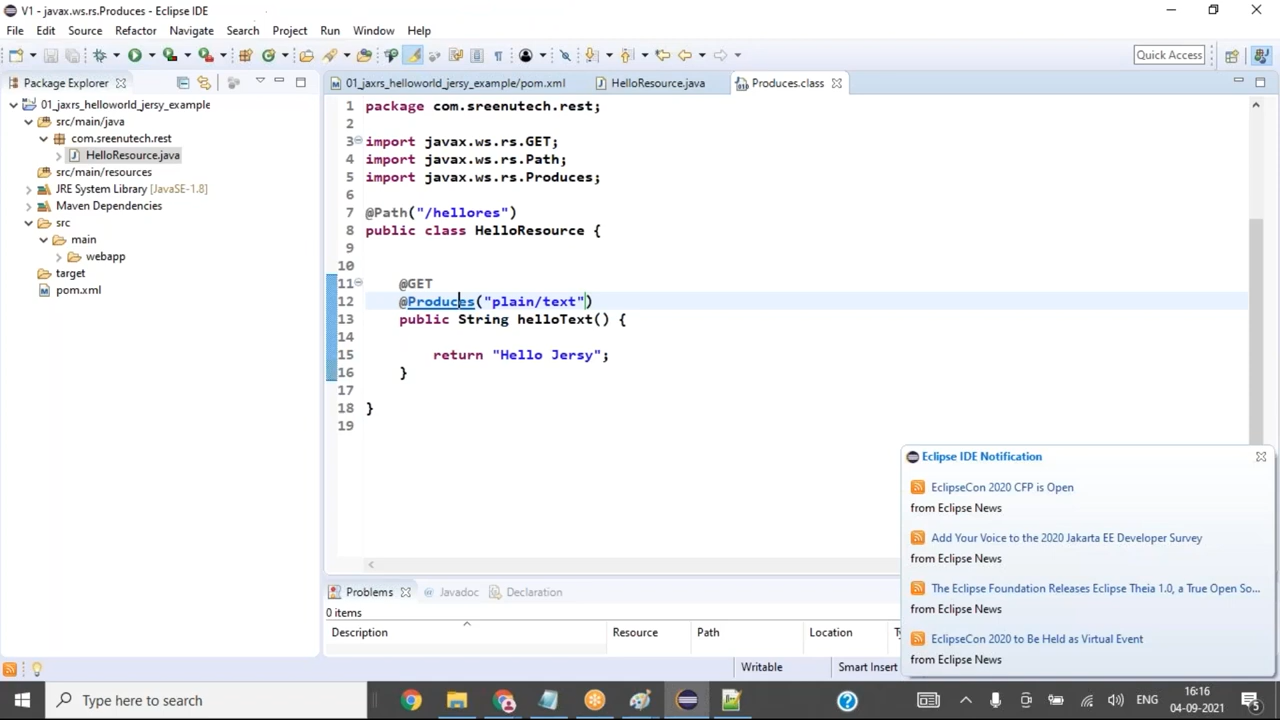 V1 - javax.ws.rs.Produces - Eclipse IDE
File Edit Source Refactor Navigate Search Project Run Window Help
Quick Access
Package Explorer
01_jaxrs_helloworld_jersy_example/pom.xml HelloResource.java Produces.class
01_jaxrs_helloworld_jersy_example
src/main/java
com.sreenutech.rest
HelloResource.java
src/main/resources
JRE System Library [JavaSE-1.8]
Maven Dependencies
src
main
webapp
target
pom.xml
1 package com.sreenutech.rest;
2
3 import javax.ws.rs.GET;
4 import javax.ws.rs.Path;
5 import javax.ws.rs.Produces;
6
7 @Path("/hellores")
8 public class HelloResource {
9
10
11 @GET
12 @Produces("plain/text")
13 public String helloText() {
14
15 return "Hello Jersy";
16 }
17
18 }
19
Problems Javadoc Declaration
0 items
Description Resource Path Location
Writable Smart Insert
Eclipse IDE Notification
EclipseCon 2020 CFP is Open
from Eclipse News
Add Your Voice to the 2020 Jakarta EE Developer Survey
from Eclipse News
The Eclipse Foundation Releases Eclipse Theia 1.0, a True Open So...
from Eclipse News
EclipseCon 2020 to Be Held as Virtual Event
from Eclipse News
Type here to search
ENG
16:16
04-09-2021
5